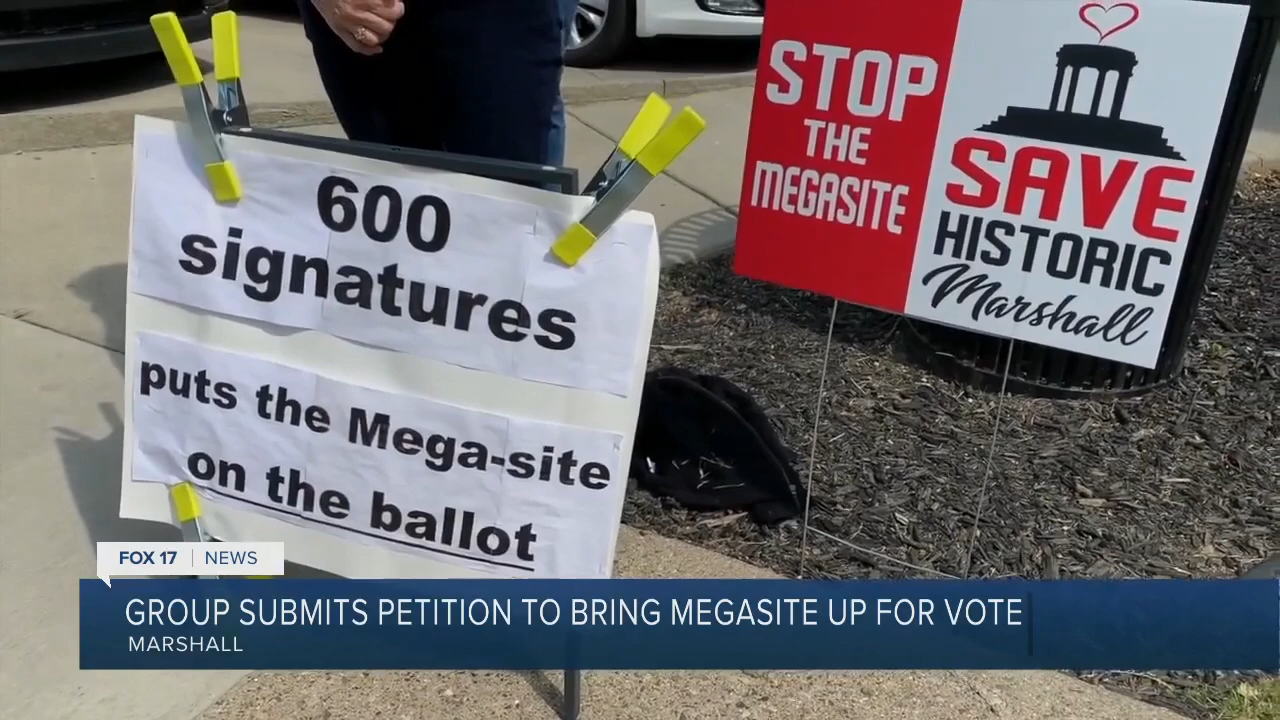 600
signatures
puts the Mega-site
on the ballot
STOP
THE
MEGASITE
SAVE
HISTORIC
Marshall
FOX 17 | NEWS
GROUP SUBMITS PETITION TO BRING MEGASITE UP FOR VOTE
MARSHALL